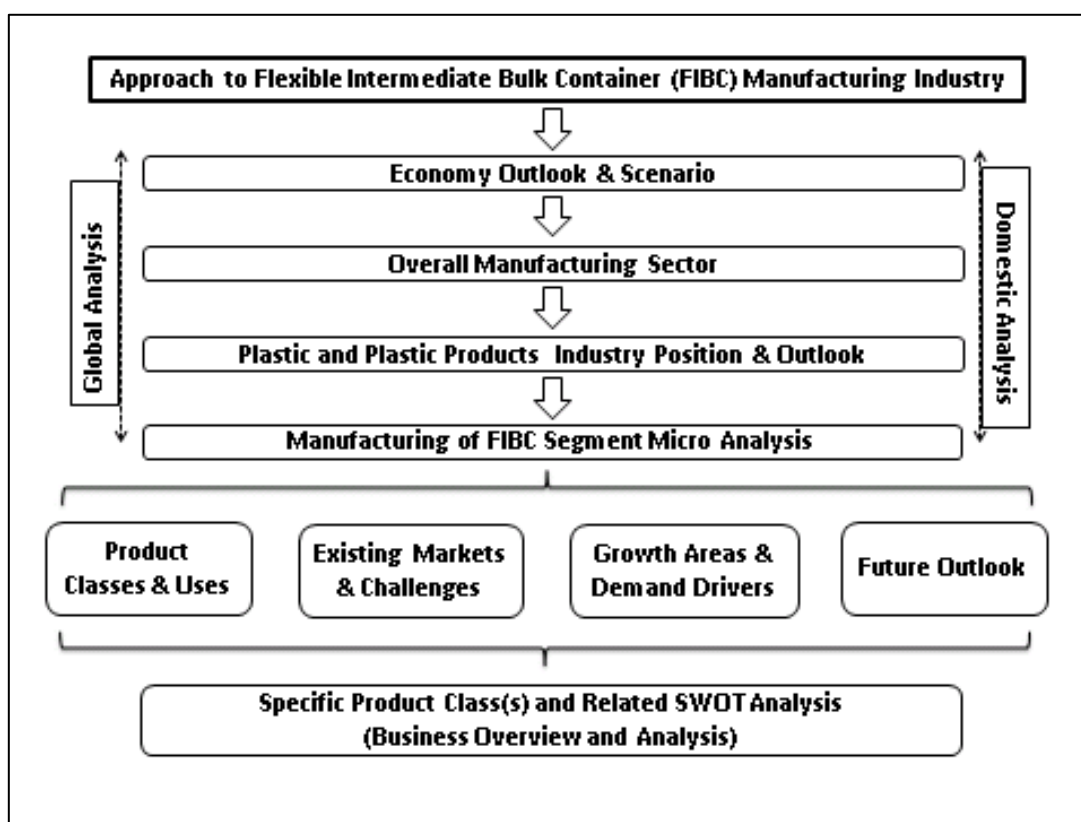 Approach to Flexible Intermediate Bulk Container (FIBC) Manufacturing Industry
Economy Outlook & Scenario
Overall Manufacturing Sector
Plastic and Plastic Products Industry Position & Outlook
Manufacturing of FIBC Segment Micro Analysis
Global Analysis
Domestic Analysis
Product
Classes & Uses
Existing Markets
& Challenges
Growth Areas &
Demand Drivers
Future Outlook
Specific Product Class(s) and Related SWOT Analysis
(Business Overview and Analysis)